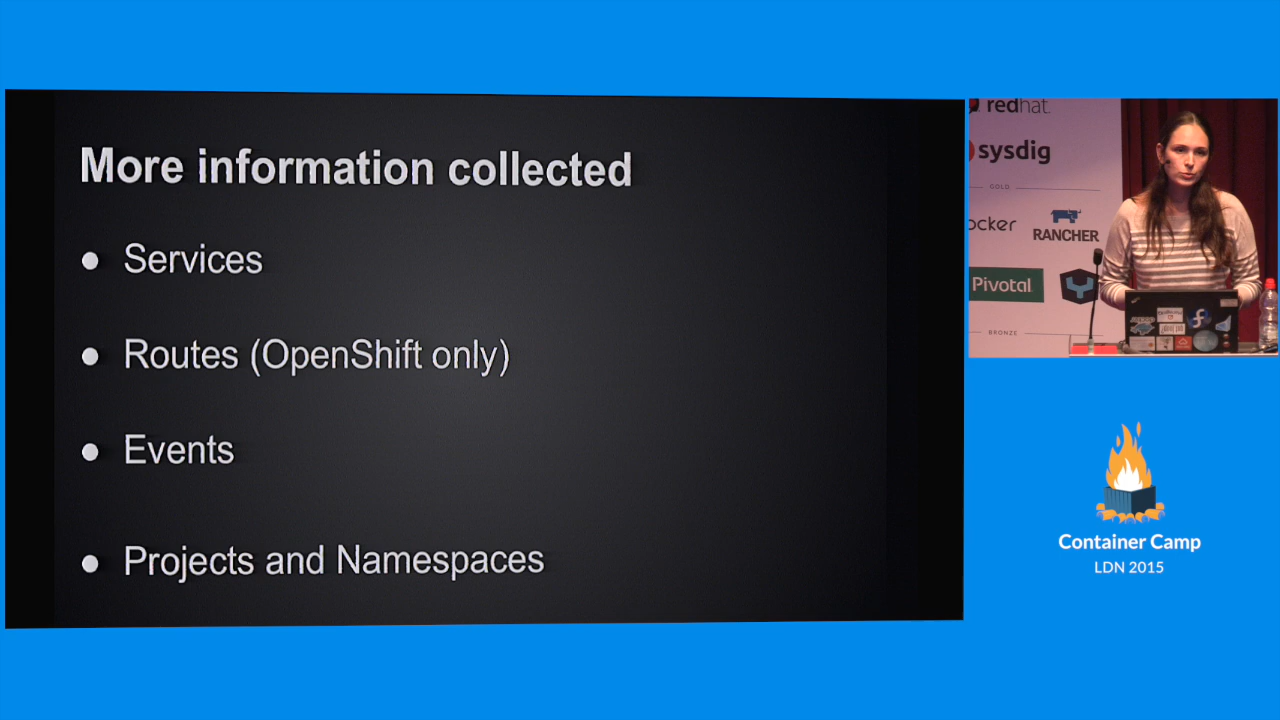 More information collected
Services
Routes (OpenShift only)
Events
Projects and Namespaces
redhat.
sysdig
GOLD
ocker
RANCHER
Pivotal
BRONZE
Container Camp
LDN 2015